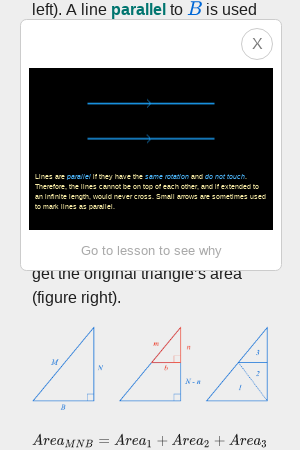 left). A line parallel to B is used
X
Lines are parallel if they have the same rotation and do not touch.
Therefore, the lines cannot be on top of each other, and if extended to
an infinite length, would never cross. Small arrows are sometimes used
to mark lines as parallel.
Go to lesson to see why
get the original triangle's area
(figure right).
M N B
m n b N - n
3 2 1
Area_MNB = Area_1 + Area_2 + Area_3